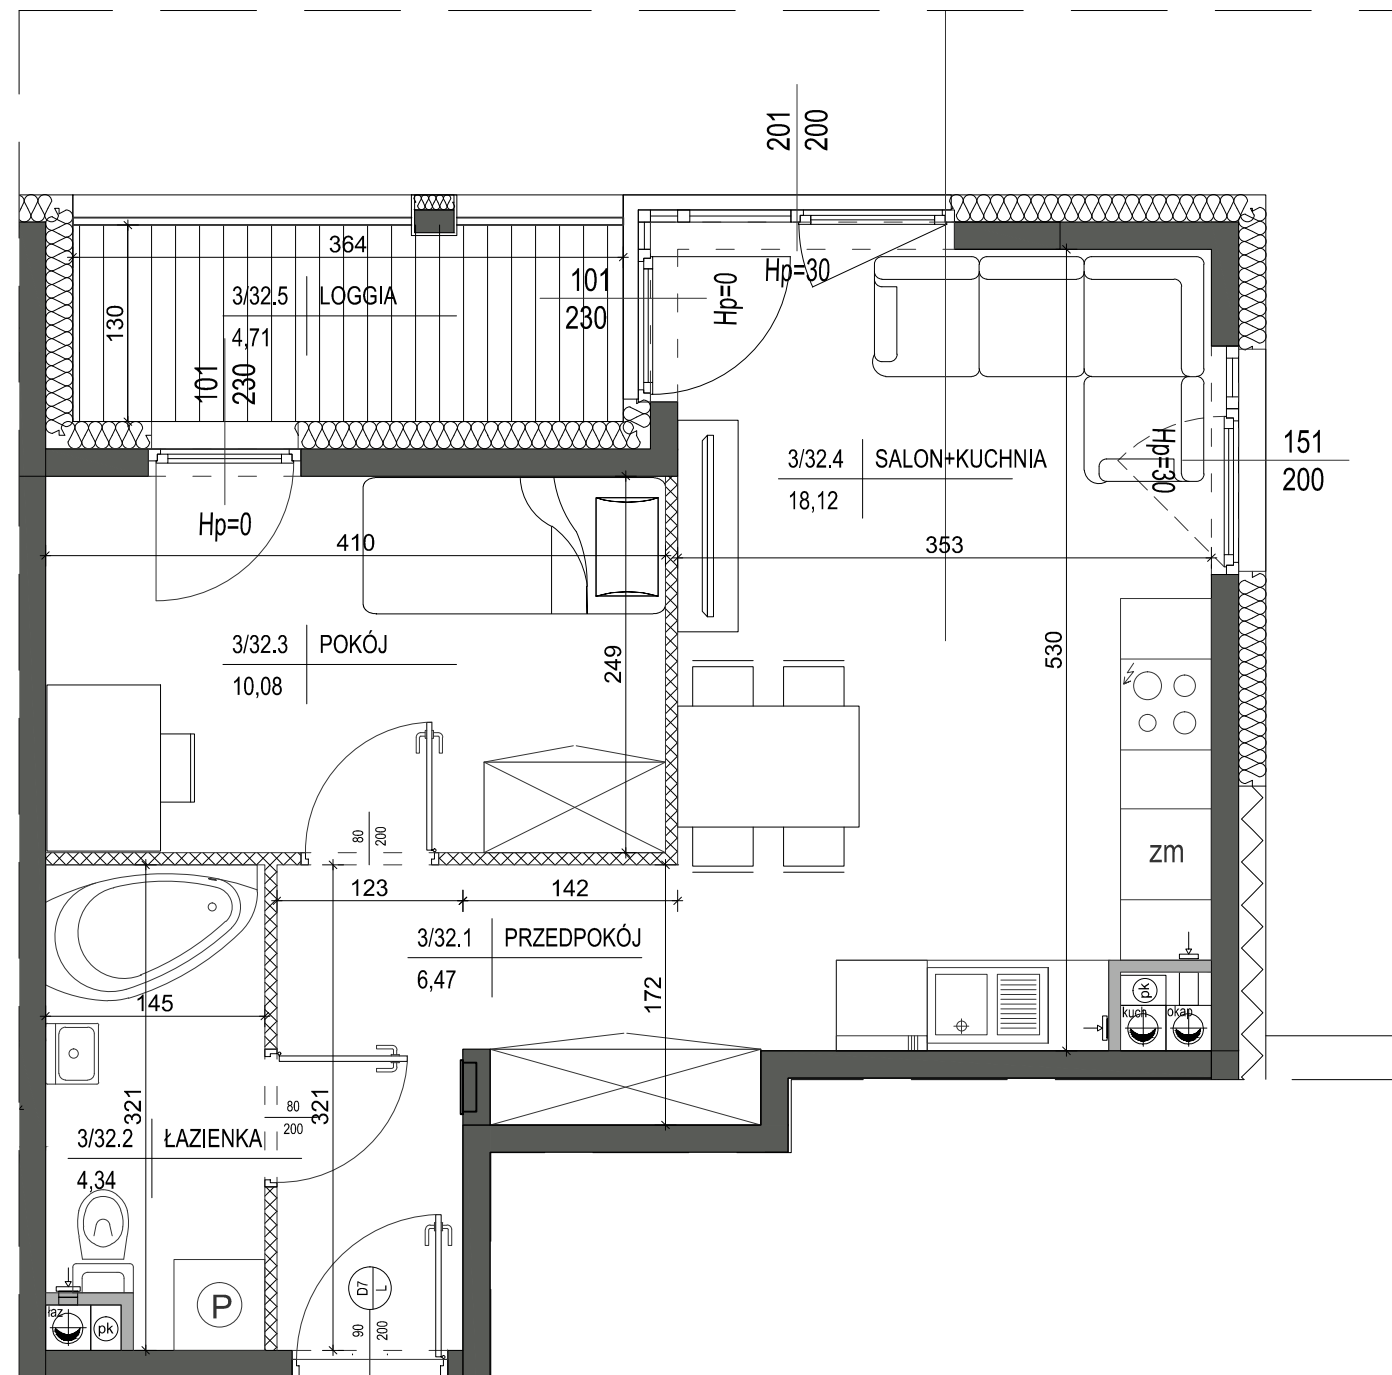 201
200
364
3/32.5 LOGGIA
4,71
130
101
230
101
230
Hp=0
Hp=30
Hp=0
3/32.4 SALON+KUCHNIA
18,12
Hp=30
151
200
410
353
3/32.3 POKÓJ
10,08
249
530
80
200
zm
123
142
3/32.1 PRZEDPOKÓJ
6,47
145
172
pk
kuch
okap
321
321
80
200
3/32.2 ŁAZIENKA
4,34
D7
L
P
łaz
pk
90
200